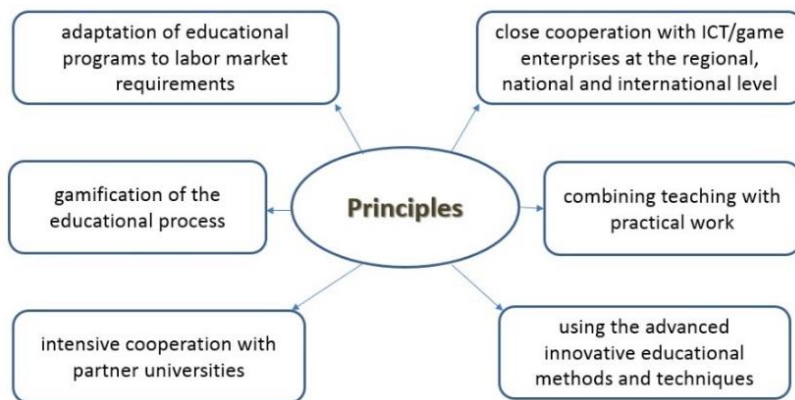 adaptation of educational
programs to labor market
requirements
close cooperation with ICT/game
enterprises at the regional,
national and international level
gamification of the
educational process
Principles
combining teaching with
practical work
intensive cooperation with
partner universities
using the advanced
innovative educational
methods and techniques